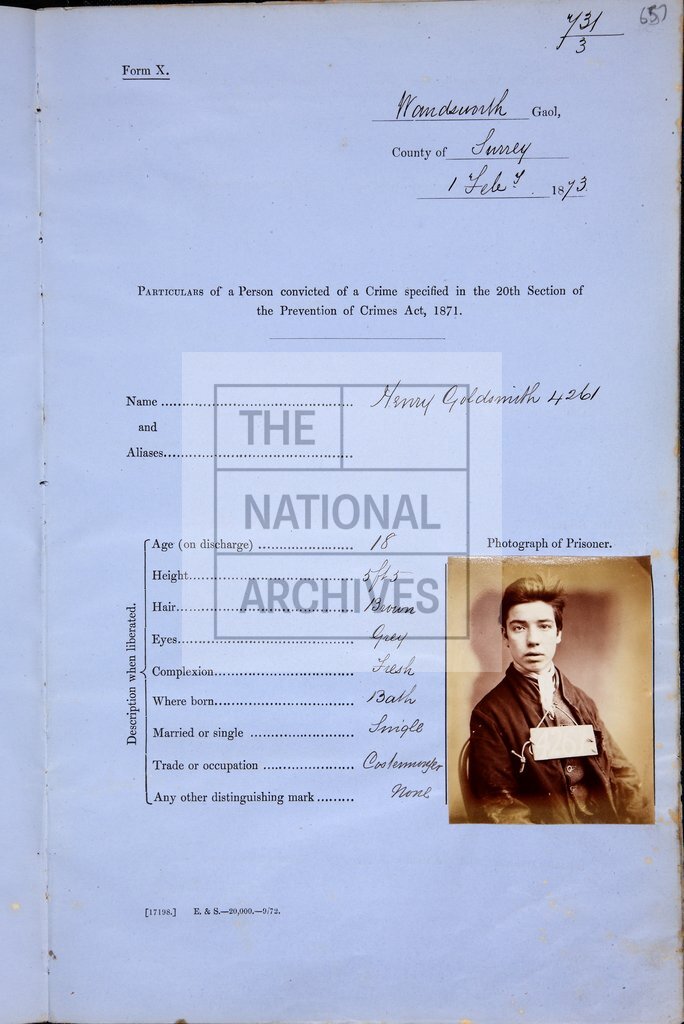 731
3
657
Form X.
Wandsworth Gaol,
County of Surrey
1 Feby 1873.
PARTICULARS of a Person convicted of a Crime specified in the 20th Section of
the Prevention of Crimes Act, 1871.
Name Henry Goldsmith 4261
and
Aliases
THE
NATIONAL
ARCHIVES
Description when liberated.
Age (on discharge) 18
Photograph of Prisoner.
Height 5ft 5
Hair Brown
Eyes Grey
Complexion Fresh
Where born Bath
Married or single Single
Trade or occupation Costermonger
Any other distinguishing mark None
[17198.] E. & S.—20,000.—9/72.